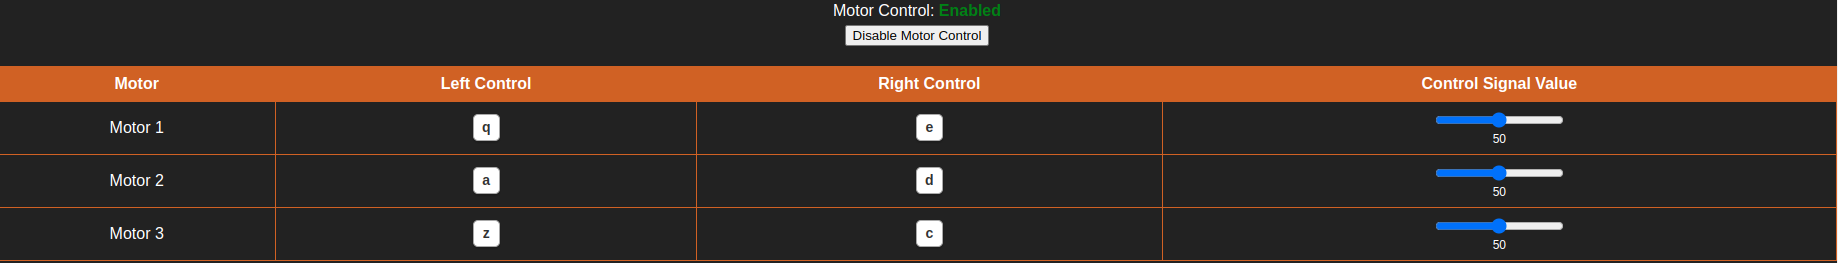 Motor Control: Enabled
Disable Motor Control
Motor Left Control Right Control Control Signal Value
Motor 1 q e
50
Motor 2 a d
50
Motor 3 z c
50